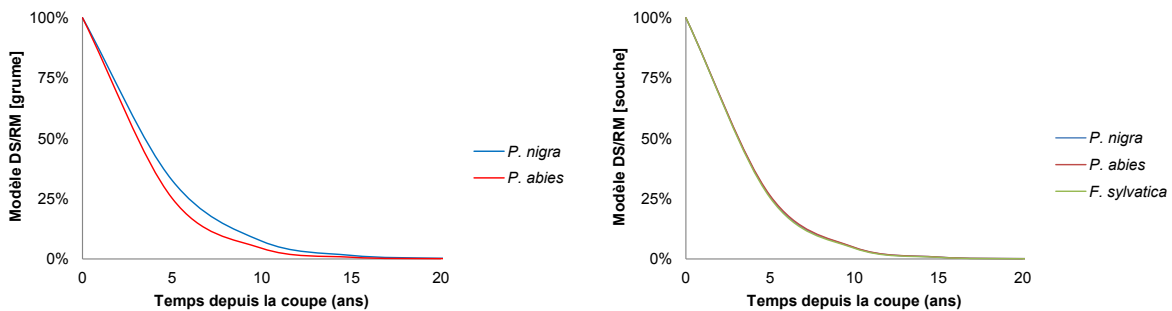 100%
75%
50%
25%
0%
Modèle DS/RM [grume]
0
5
10
15
20
Temps depuis la coupe (ans)
P. nigra
P. abies
100%
75%
50%
25%
0%
Modèle DS/RM [souche]
0
5
10
15
20
Temps depuis la coupe (ans)
P. nigra
P. abies
F. sylvatica